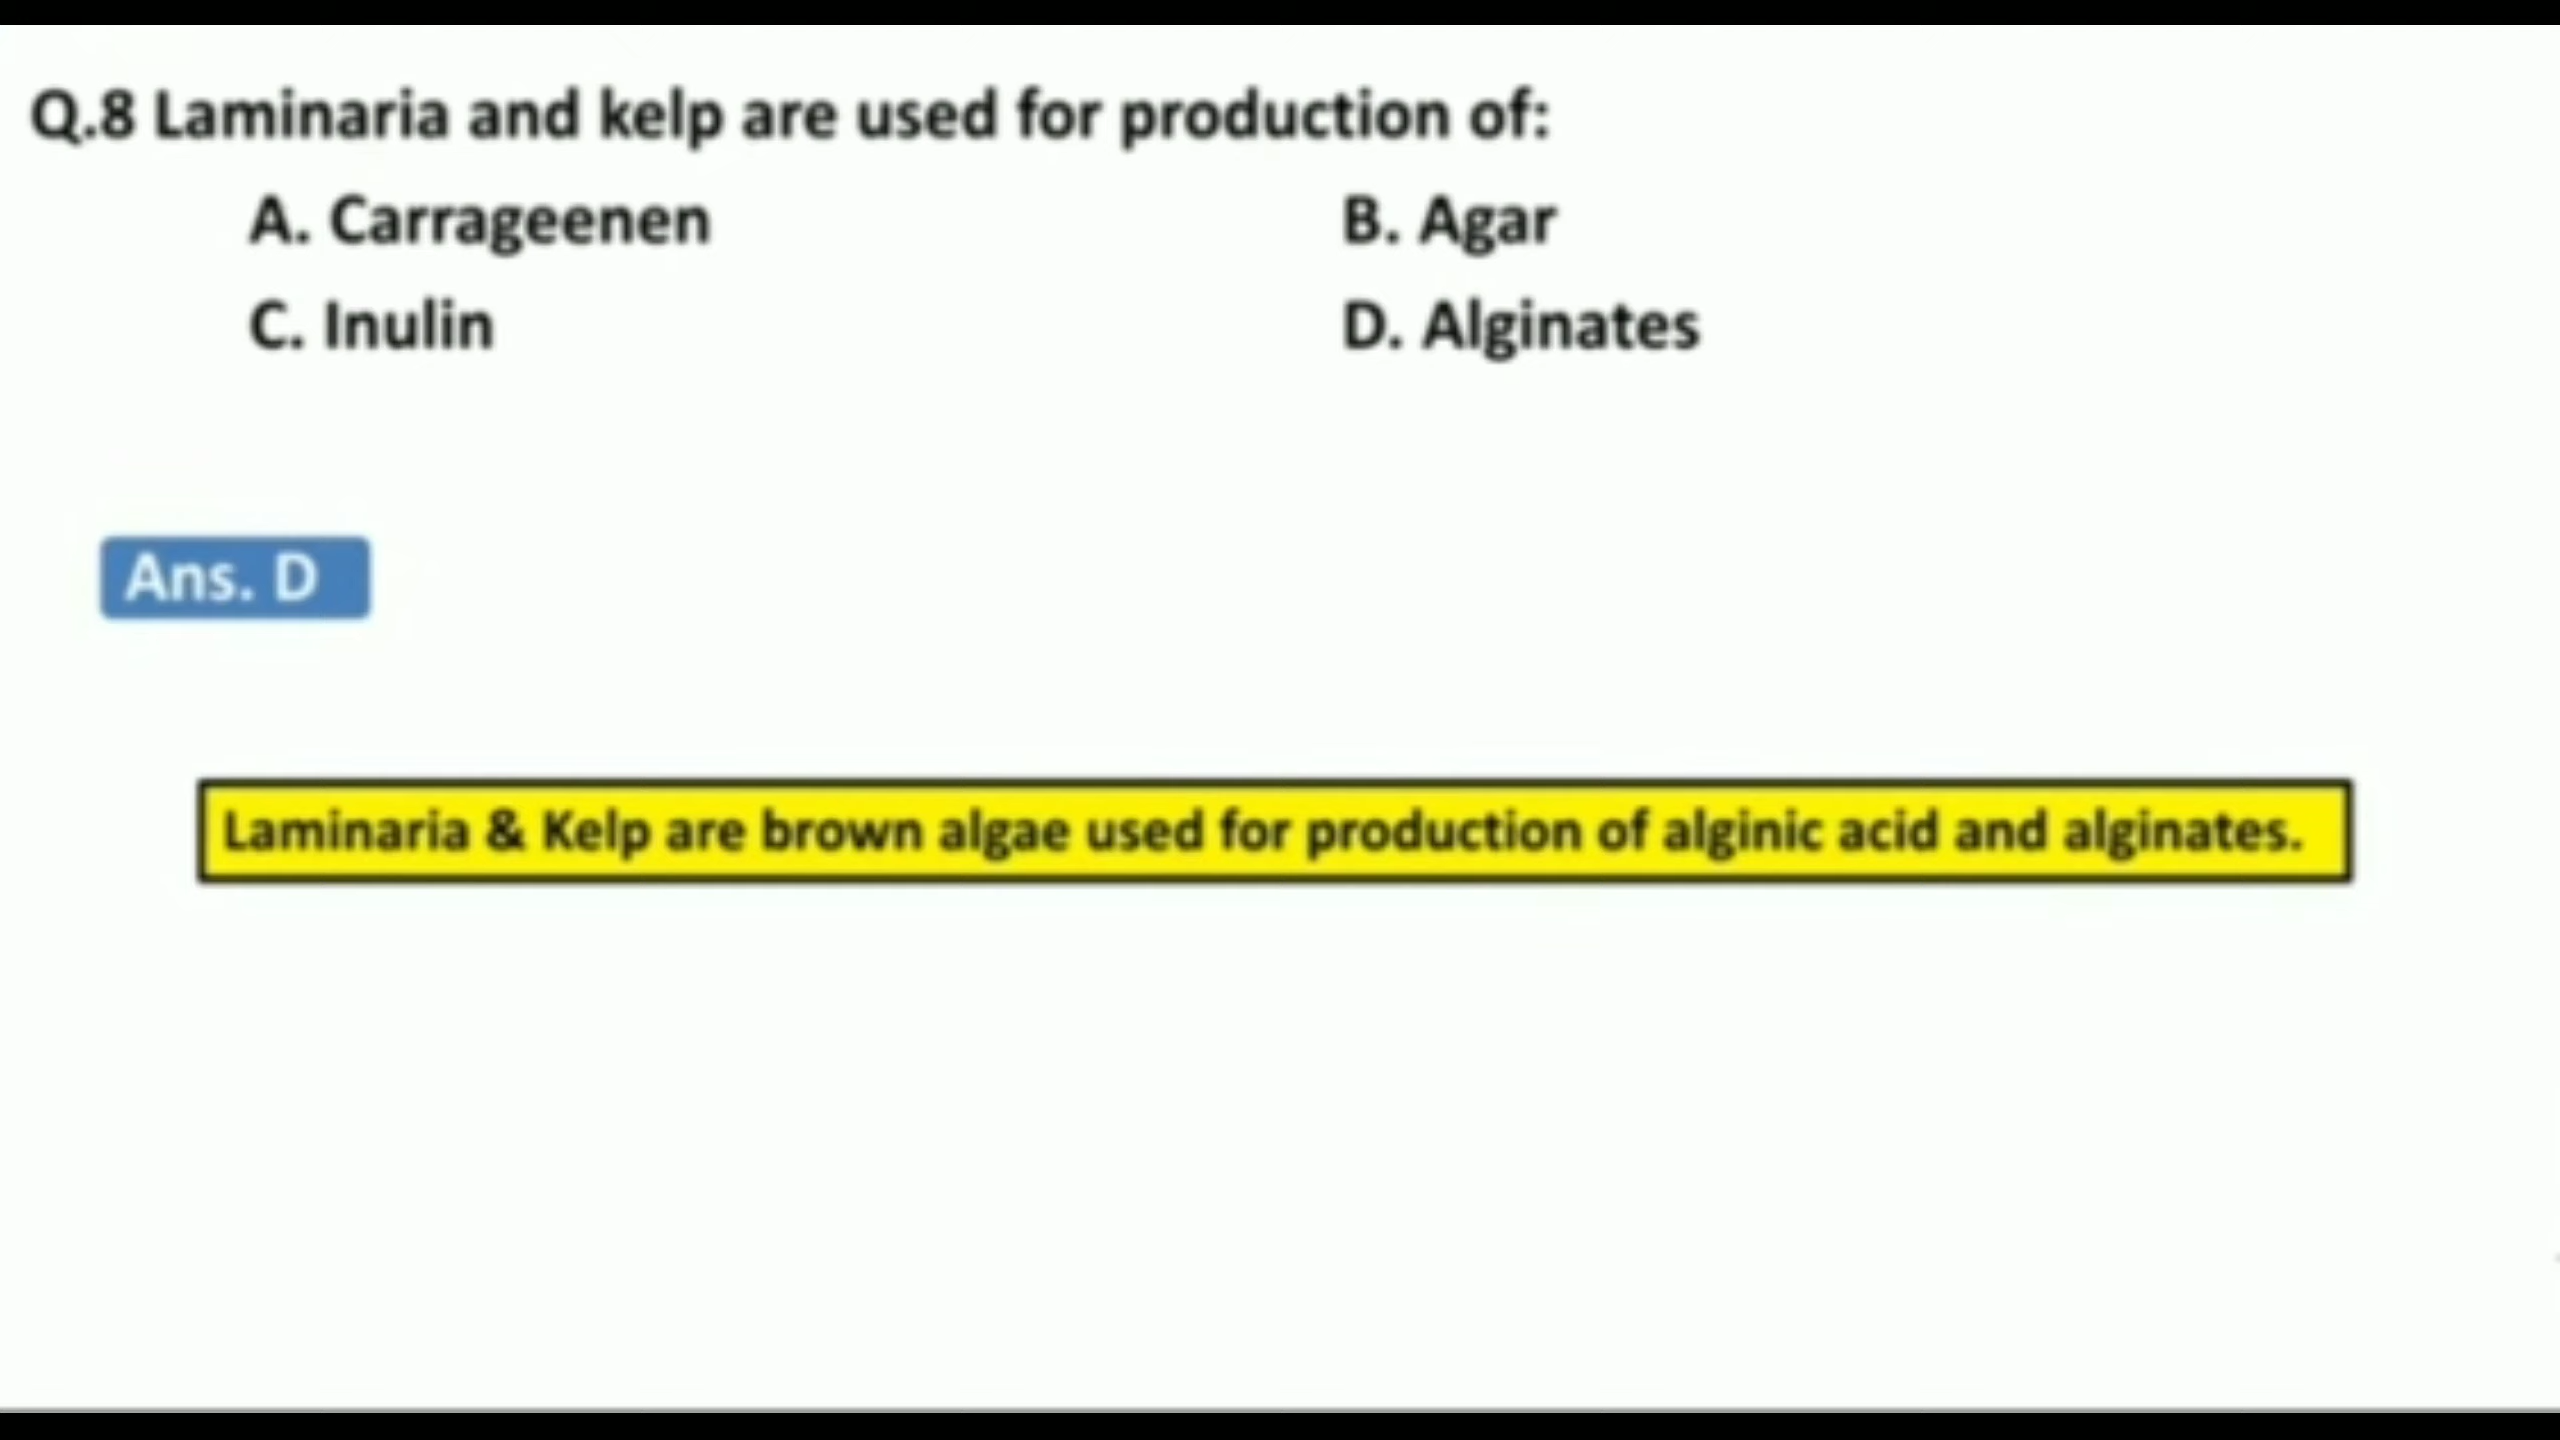 Q.8 Laminaria and kelp are used for production of:
A. Carrageenen B. Agar
C. Inulin D. Alginates
Ans. D
Laminaria & Kelp are brown algae used for production of alginic acid and alginates.